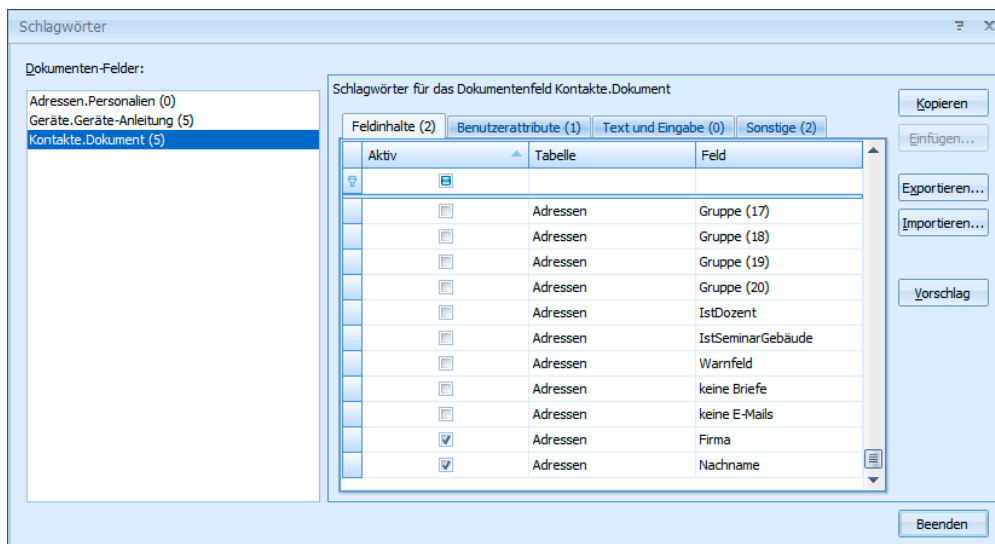 Schlagwörter
Dokumenten-Felder:
Adressen.Personalien (0)
Geräte.Geräte-Anleitung (5)
Kontakte.Dokument (5)
Schlagwörter für das Dokumentenfeld Kontakte.Dokument
Feldinhalte (2) Benutzerattribute (1) Text und Eingabe (0) Sonstige (2)
Aktiv Tabelle Feld
Adressen Gruppe (17)
Adressen Gruppe (18)
Adressen Gruppe (19)
Adressen Gruppe (20)
Adressen IstDozent
Adressen IstSeminarGebäude
Adressen Warnfeld
Adressen keine Briefe
Adressen keine E-Mails
Adressen Firma
Adressen Nachname
Kopieren
Einfügen...
Exportieren...
Importieren...
Vorschlag
Beenden